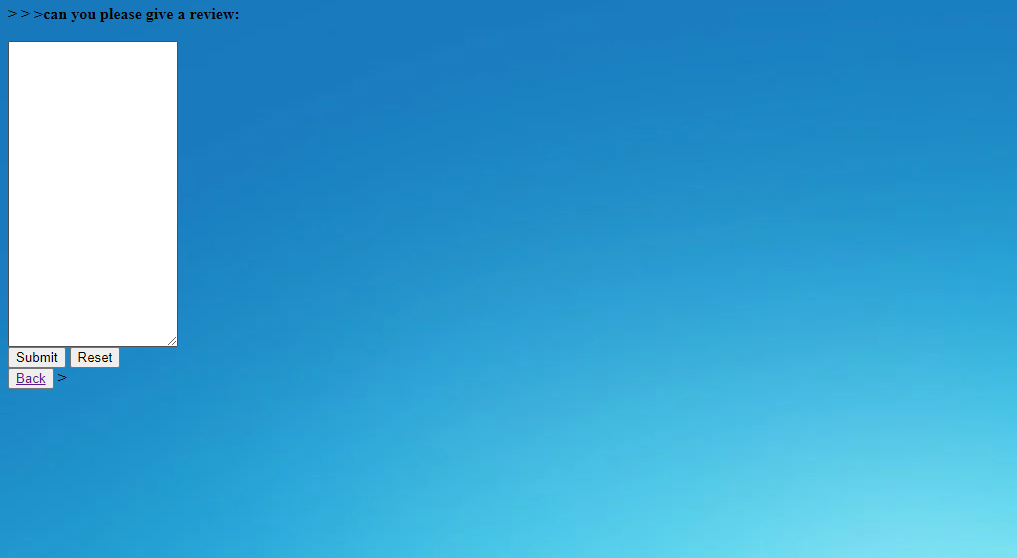 > > >can you please give a review:
Submit Reset
Back >